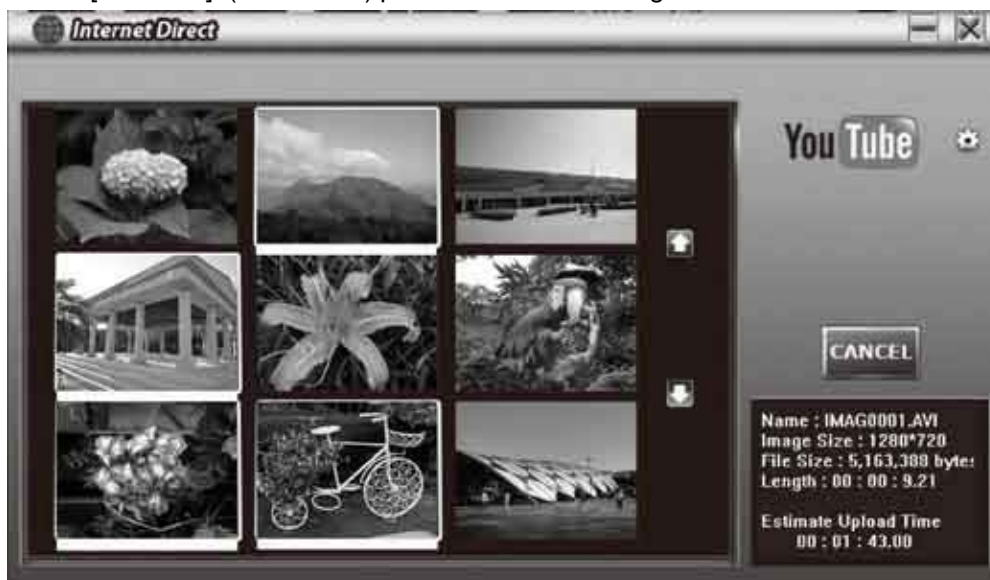 Internet Direct
You Tube
CANCEL
Name : IMAG0001.AVI
Image Size : 1280*720
File Size : 5,163,388 bytes
Length : 00 : 00 : 9.21
Estimate Upload Time
00 : 01 : 43.00